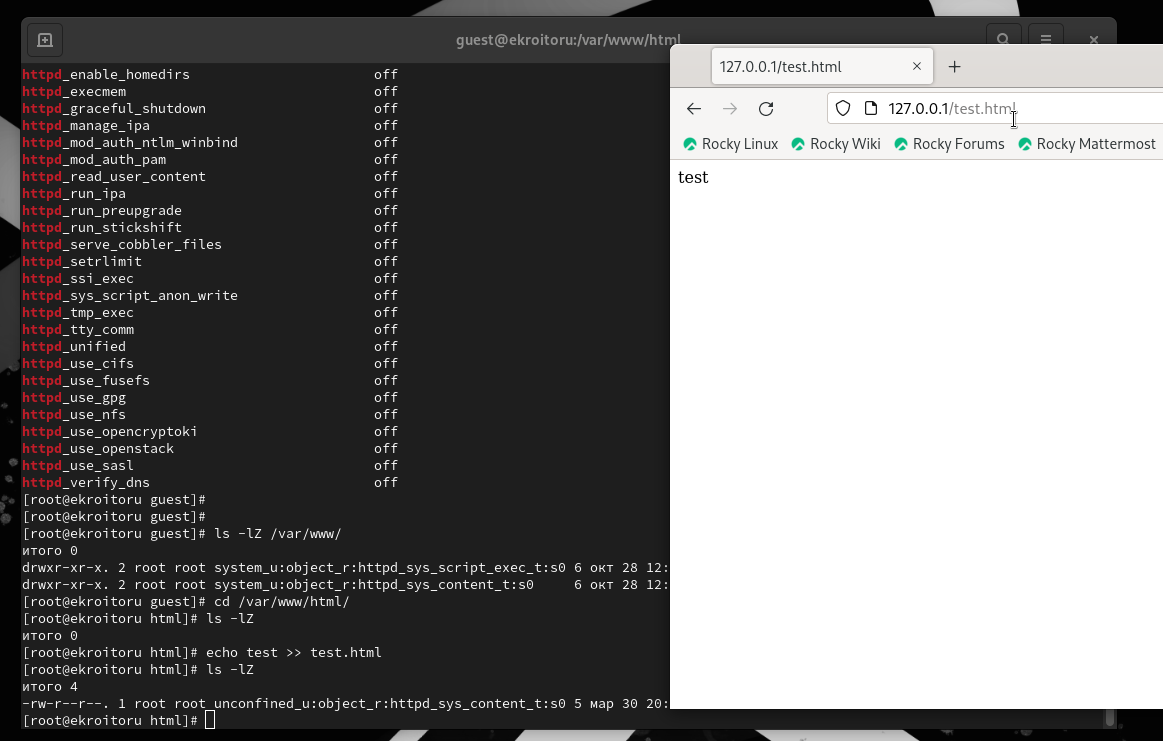 guest@ekroitoru:/var/www/html
httpd_enable_homedirs off
httpd_execmem off
httpd_graceful_shutdown off
httpd_manage_ipa off
httpd_mod_auth_ntlm_winbind off
httpd_mod_auth_pam off
httpd_read_user_content off
httpd_run_ipa off
httpd_run_preupgrade off
httpd_run_stickshift off
httpd_serve_cobbler_files off
httpd_setrlimit off
httpd_ssi_exec off
httpd_sys_script_anon_write off
httpd_tmp_exec off
httpd_tty_comm off
httpd_unified off
httpd_use_cifs off
httpd_use_fusefs off
httpd_use_gpg off
httpd_use_nfs off
httpd_use_opencryptoki off
httpd_use_openstack off
httpd_use_sasl off
httpd_verify_dns off
[root@ekroitoru guest]#
[root@ekroitoru guest]#
[root@ekroitoru guest]# ls -lZ /var/www/
итого 0
drwxr-xr-x. 2 root root system_u:object_r:httpd_sys_script_exec_t:s0 6 окт 28 12:
drwxr-xr-x. 2 root root system_u:object_r:httpd_sys_content_t:s0 6 окт 28 12:
[root@ekroitoru guest]# cd /var/www/html/
[root@ekroitoru html]# ls -lZ
итого 0
[root@ekroitoru html]# echo test >> test.html
[root@ekroitoru html]# ls -lZ
итого 4
-rw-r--r--. 1 root root unconfined_u:object_r:httpd_sys_content_t:s0 5 мар 30 20:
[root@ekroitoru html]#
127.0.0.1/test.html
127.0.0.1/test.html
Rocky Linux Rocky Wiki Rocky Forums Rocky Mattermost
test